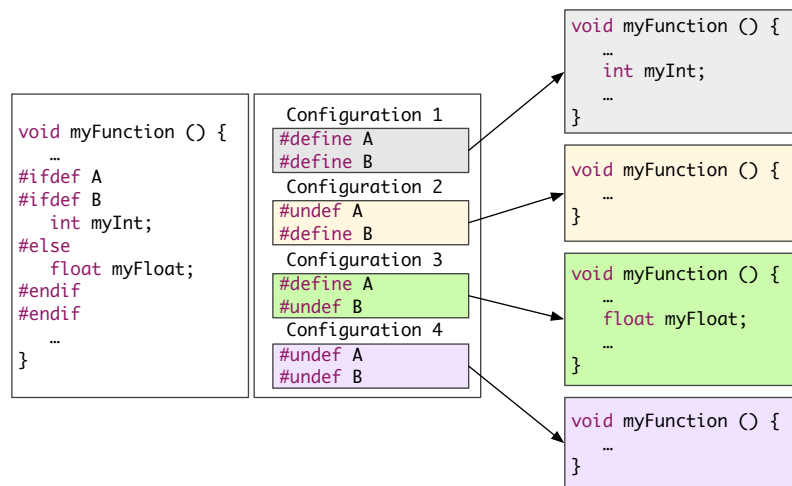 void myFunction () {
…
#ifdef A
#ifdef B
int myInt;
#else
float myFloat;
#endif
#endif
…
}
Configuration 1
#define A
#define B
Configuration 2
#undef A
#define B
Configuration 3
#define A
#undef B
Configuration 4
#undef A
#undef B
void myFunction () {
…
int myInt;
…
}
void myFunction () {
…
}
void myFunction () {
…
float myFloat;
…
}
void myFunction () {
…
}